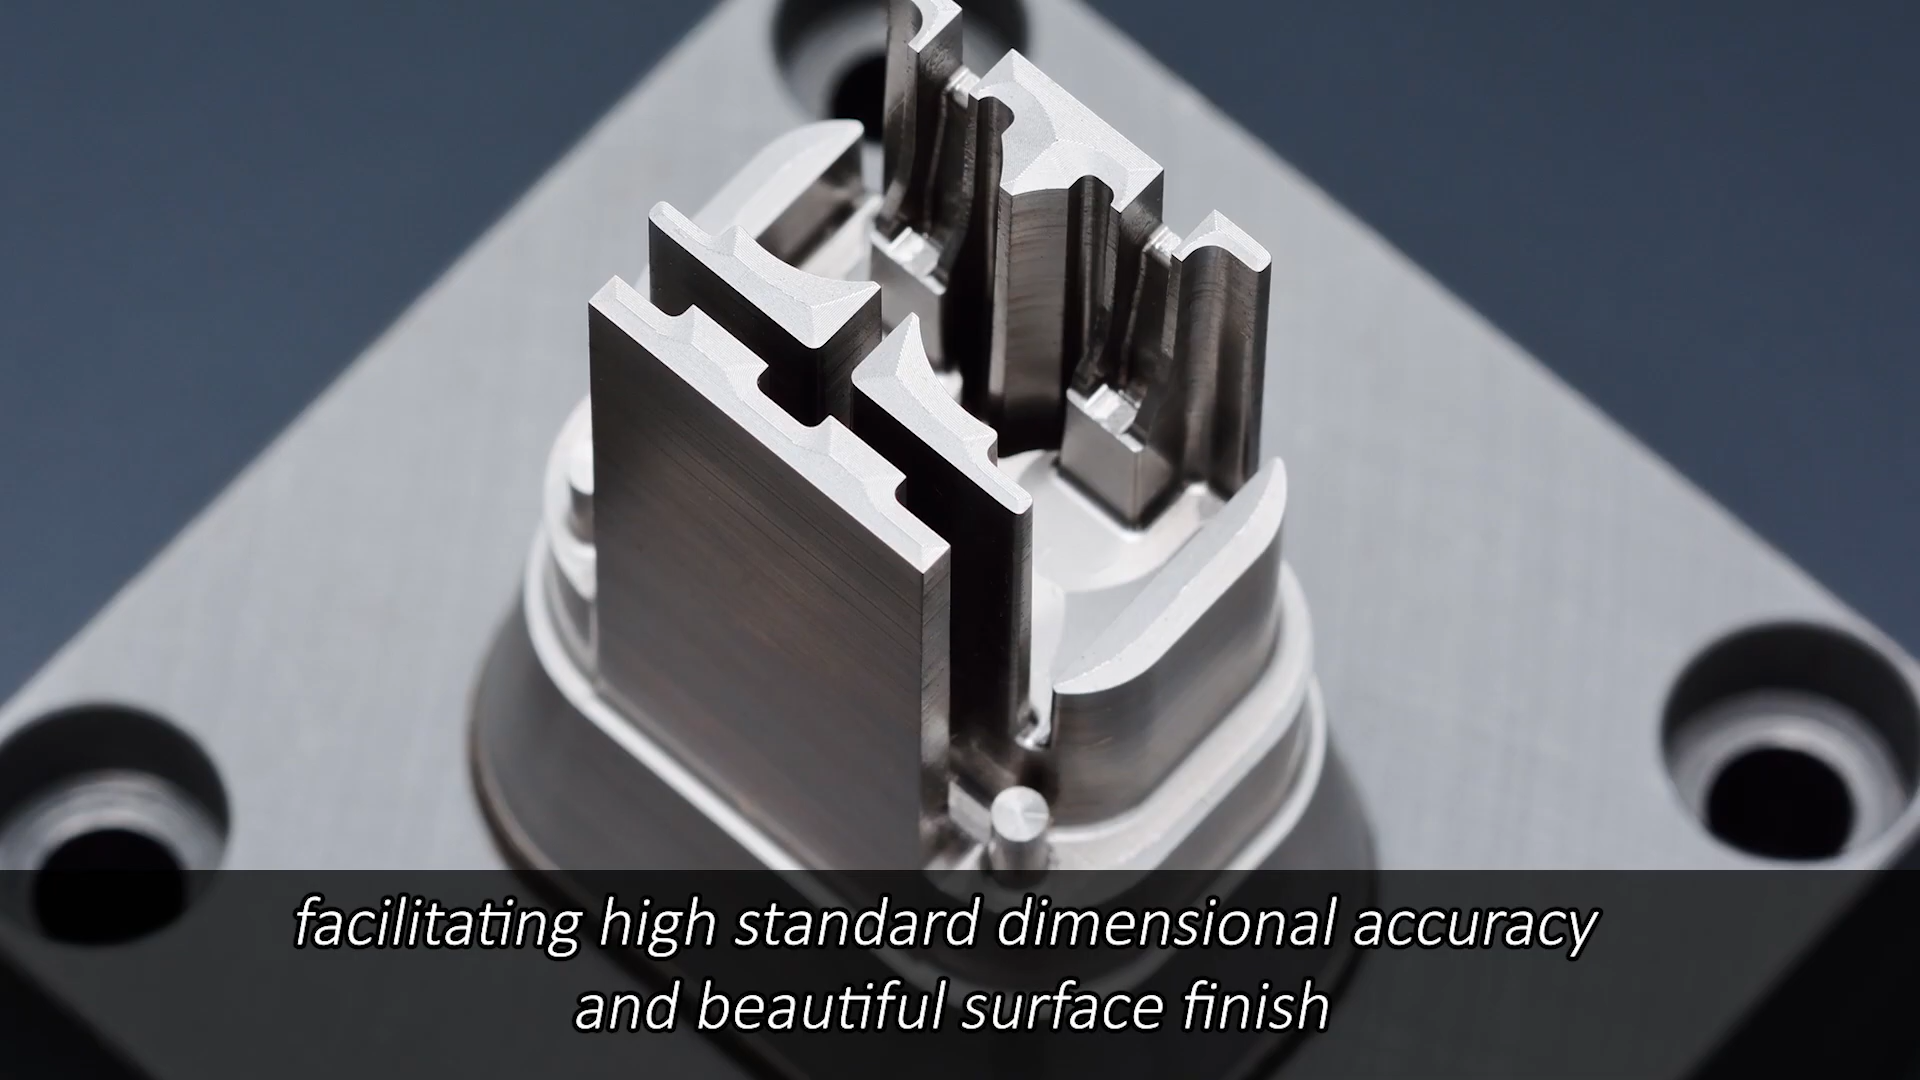 facilitating high standard dimensional accuracy
and beautiful surface finish